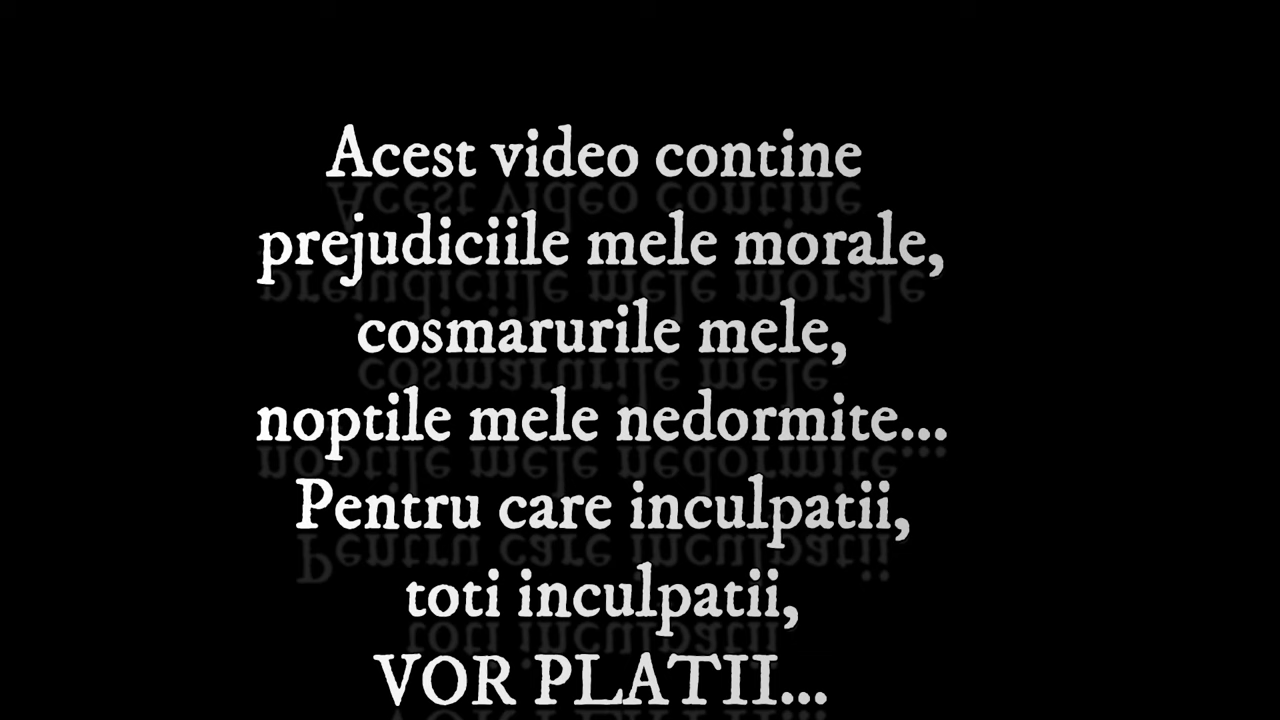 Acest video contine
prejudiciile mele morale,
cosmarurile mele,
noptile mele nedormite...
Pentru care inculpatii,
toti inculpatii,
VOR PLATII...